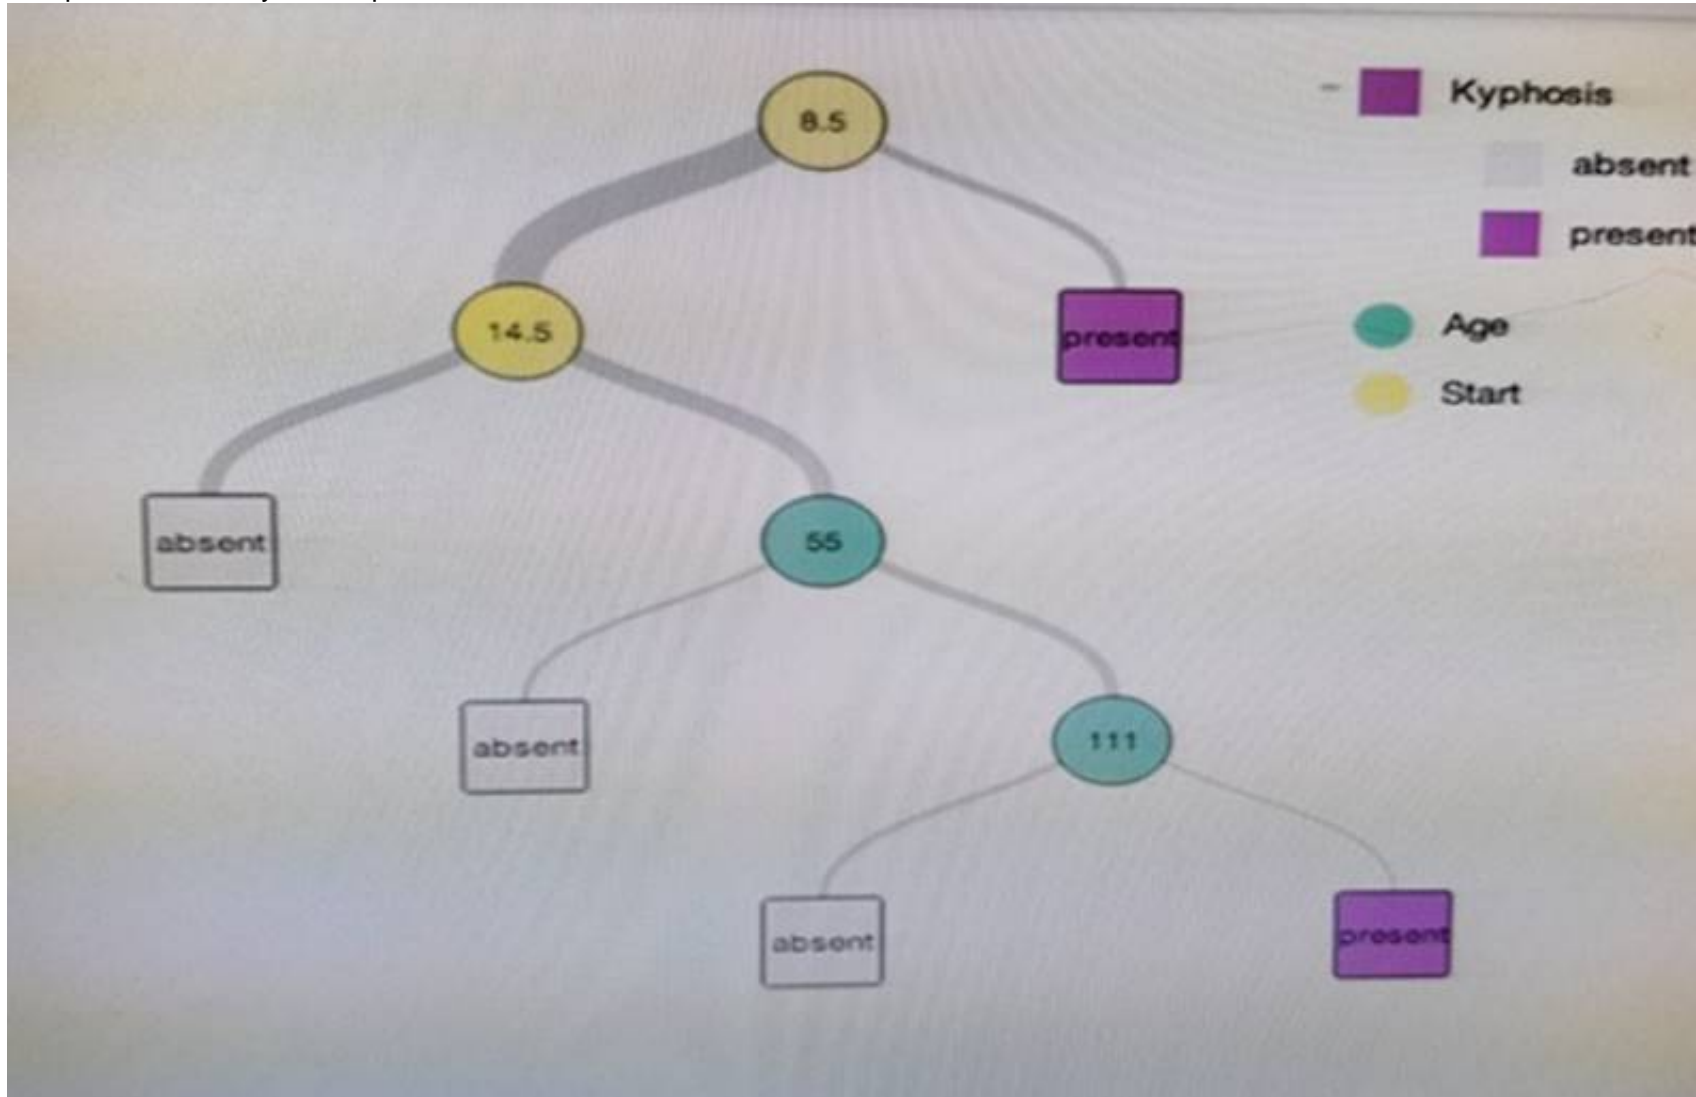 8.5
Kyphosis
absent
present
14.5
present
Age
Start
absent
55
absent
111
absent
present